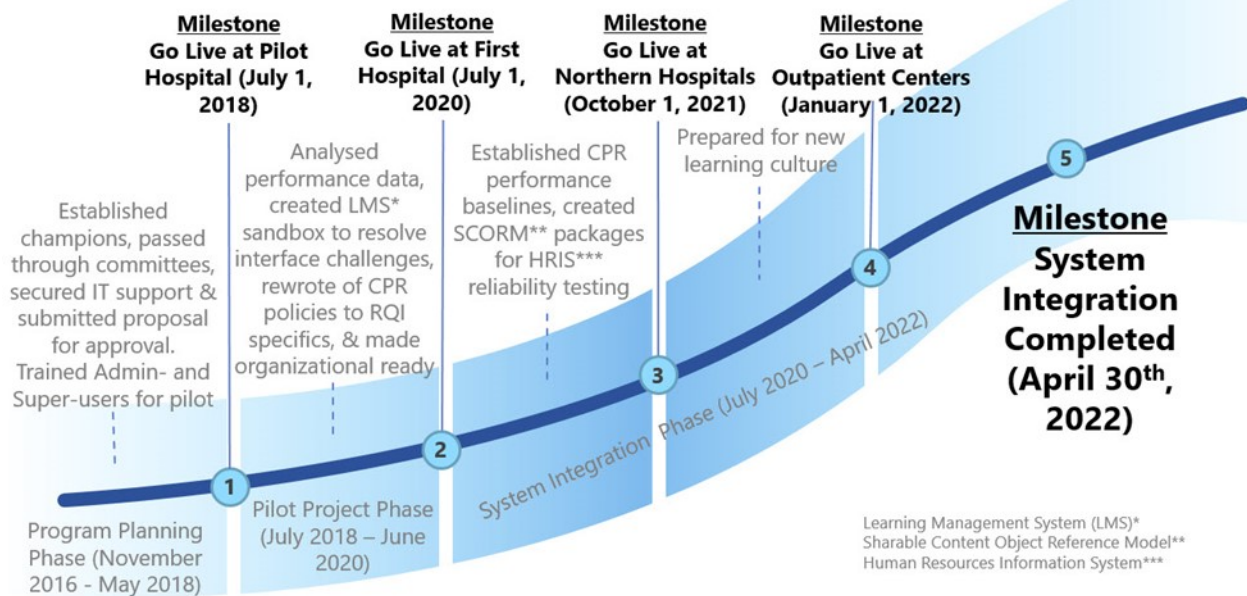 Milestone
Go Live at Pilot
Hospital (July 1,
2018)
Milestone
Go Live at First
Hospital (July 1,
2020)
Milestone
Go Live at
Northern Hospitals
(October 1, 2021)
Milestone
Go Live at
Outpatient Centers
(January 1, 2022)
Established
champions, passed
through committees,
secured IT support &
submitted proposal
for approval.
Trained Admin- and
Super-users for pilot
Analysed
performance data,
created LMS*
sandbox to resolve
interface challenges,
rewrote of CPR
policies to RQI
specifics, & made
organizational ready
Established CPR
performance
baselines, created
SCORM** packages
for HRIS***
reliability testing
Prepared for new
learning culture
1
2
3
4
5
Milestone
System
Integration
Completed
(April 30th,
2022)
Program Planning
Phase (November
2016 - May 2018)
Pilot Project Phase
(July 2018 – June
2020)
System Integration Phase (July 2020 – April 2022)
Learning Management System (LMS)*
Sharable Content Object Reference Model**
Human Resources Information System***